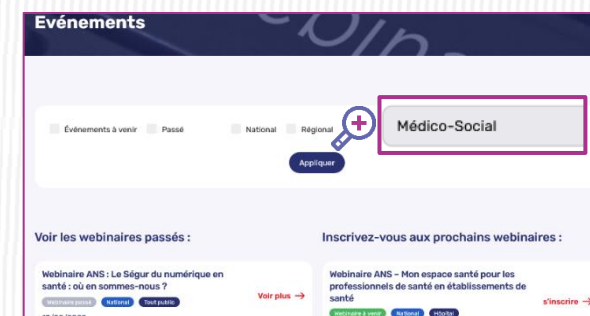 Evénements
Évènements à venir Passé National Régional Médico-Social
Appliquer
Voir les webinaires passés :
Webinaire ANS : Le Ségur du numérique en
santé : où en sommes-nous ?
Webinaire passé National Tout public
Voir plus →
Inscrivez-vous aux prochains webinaires :
Webinaire ANS – Mon espace santé pour les
professionnels de santé en établissements de
santé
Webinaire à venir National Hôpital
s'inscrire →